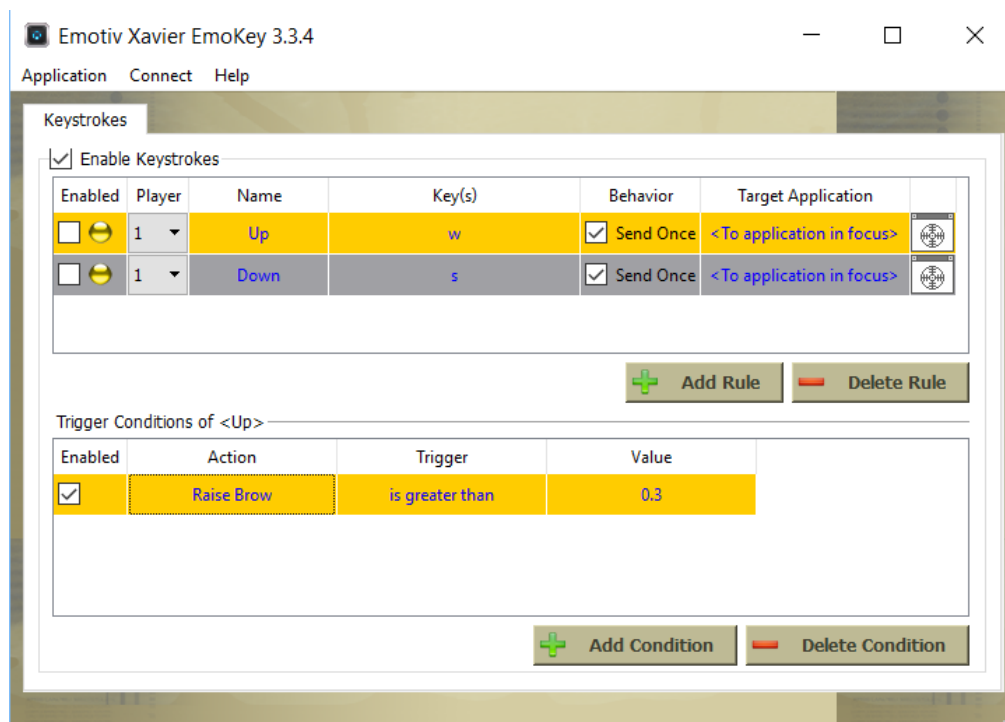 Emotiv Xavier EmoKey 3.3.4
Application Connect Help
Keystrokes
Enable Keystrokes
Enabled Player Name Key(s) Behavior Target Application
1 Up w Send Once <To application in focus>
1 Down s Send Once <To application in focus>
Add Rule Delete Rule
Trigger Conditions of <Up>
Enabled Action Trigger Value
Raise Brow is greater than 0.3
Add Condition Delete Condition